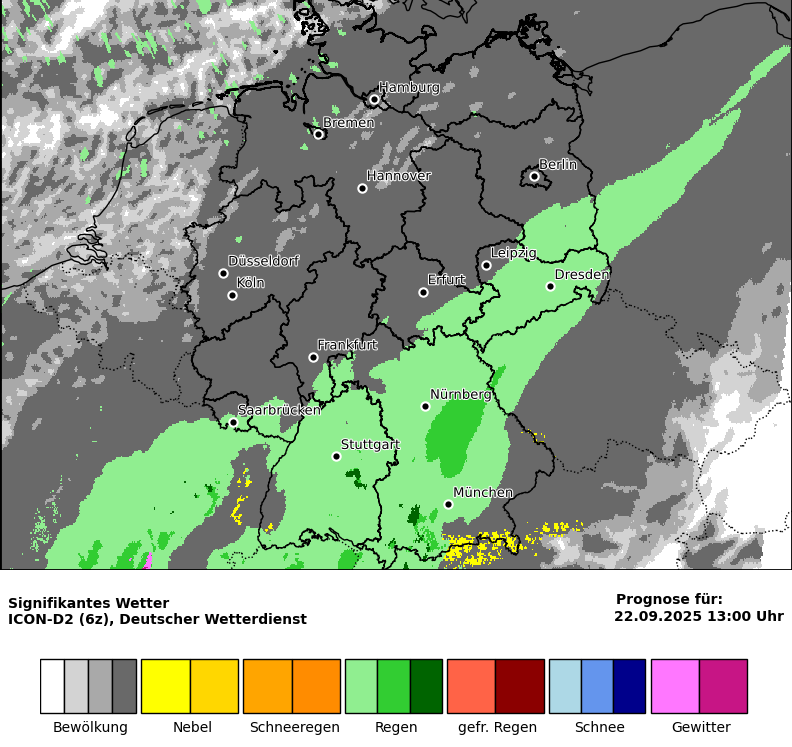 Hamburg
Bremen
Berlin
Hannover
Leipzig
Düsseldorf
Dresden
Köln
Erfurt
Frankfurt
Nürnberg
Saarbrücken
Stuttgart
München
Signifikantes Wetter
ICON-D2 (6z), Deutscher Wetterdienst
Prognose für:
22.09.2025 13:00 Uhr
Bewölkung Nebel Schneeregen Regen gefr. Regen Schnee Gewitter